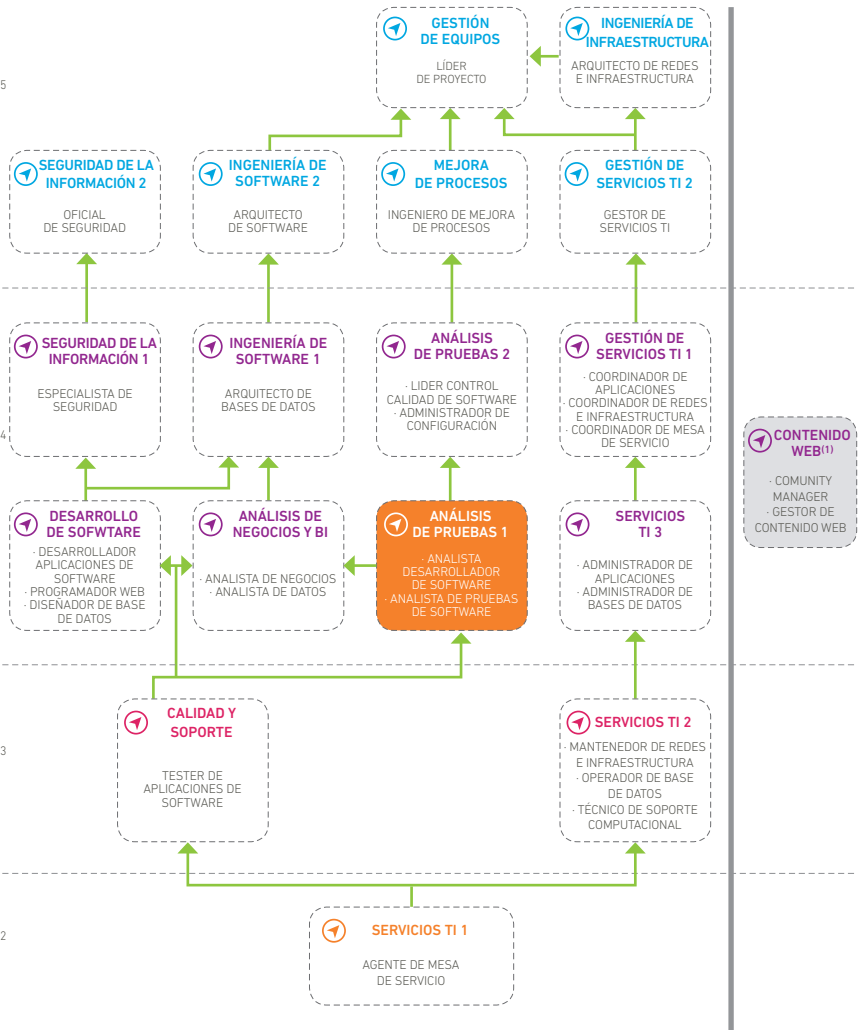 GESTIÓN
DE EQUIPOS
LÍDER
DE PROYECTO
INGENIERÍA DE
INFRAESTRUCTURA
ARQUITECTO DE REDES
E INFRAESTRUCTURA
5
SEGURIDAD DE LA
INFORMACIÓN 2
OFICIAL
DE SEGURIDAD
INGENIERÍA DE
SOFTWARE 2
ARQUITECTO
DE SOFTWARE
MEJORA
DE PROCESOS
INGENIERO DE MEJORA
DE PROCESOS
GESTIÓN DE
SERVICIOS TI 2
GESTOR DE
SERVICIOS TI
SEGURIDAD DE LA
INFORMACIÓN 1
ESPECIALISTA DE
SEGURIDAD
INGENIERÍA DE
SOFTWARE 1
ARQUITECTO DE
BASES DE DATOS
ANÁLISIS
DE PRUEBAS 2
· LIDER CONTROL
CALIDAD DE SOFTWARE
· ADMINISTRADOR DE
CONFIGURACIÓN
GESTIÓN DE
SERVICIOS TI 1
· COORDINADOR DE
APLICACIONES
· COORDINADOR DE REDES
E INFRAESTRUCTURA
· COORDINADOR DE MESA
DE SERVICIO
4
CONTENIDO
WEB(1)
· COMUNITY
MANAGER
· GESTOR DE
CONTENIDO WEB
DESARROLLO
DE SOFWTARE
· DESARROLLADOR
APLICACIONES DE
SOFTWARE
· PROGRAMADOR WEB
· DISEÑADOR DE BASE
DE DATOS
ANÁLISIS DE
NEGOCIOS Y BI
· ANALISTA DE NEGOCIOS
· ANALISTA DE DATOS
ANÁLISIS
DE PRUEBAS 1
· ANALISTA
DESARROLLADOR
DE SOFTWARE
· ANALISTA DE PRUEBAS
DE SOFTWARE
SERVICIOS
TI 3
· ADMINISTRADOR DE
APLICACIONES
· ADMINISTRADOR DE
BASES DE DATOS
CALIDAD Y
SOPORTE
TESTER DE
APLICACIONES DE
SOFTWARE
SERVICIOS TI 2
· MANTENEDOR DE REDES
E INFRAESTRUCTURA
· OPERADOR DE BASE
DE DATOS
· TÉCNICO DE SOPORTE
COMPUTACIONAL
3
SERVICIOS TI 1
AGENTE DE MESA
DE SERVICIO
2